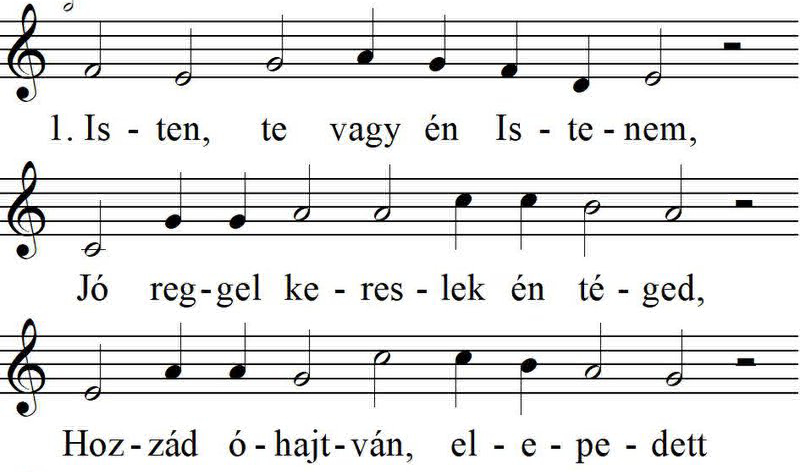 1. Is - ten, te vagy én Is - te - nem,
Jó reg - gel ke - res - lek én té - ged,
Hoz - zád ó - hajt - ván, el - e - pe - dett